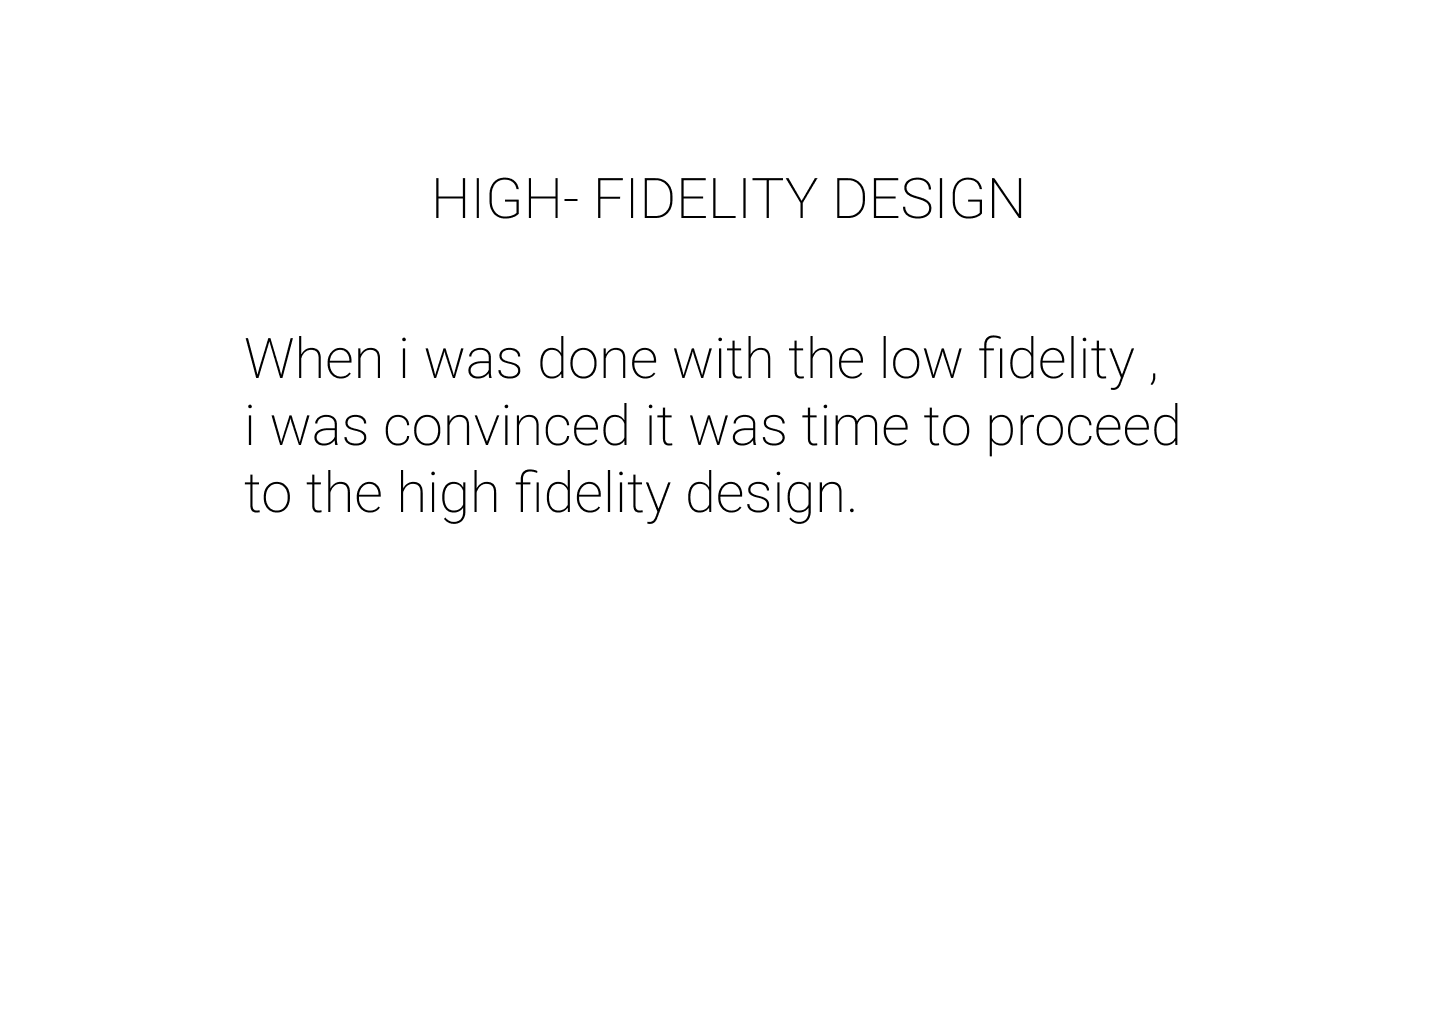 HIGH- FIDELITY DESIGN
When i was done with the low fidelity ,
i was convinced it was time to proceed
to the high fidelity design.